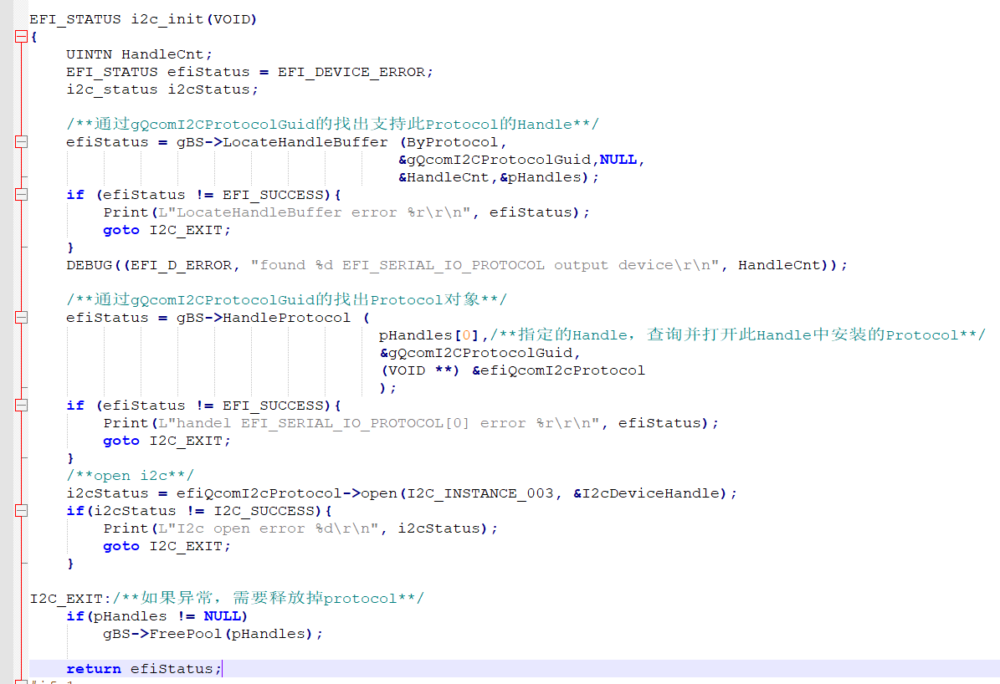 EFI_STATUS i2c_init(VOID)
{
    UINTN HandleCnt;
    EFI_STATUS efiStatus = EFI_DEVICE_ERROR;
    i2c_status i2cStatus;

    /**通过gQcomI2CProtocolGuid的找出支持此Protocol的Handle**/
    efiStatus = gBS->LocateHandleBuffer (ByProtocol,
                                        &gQcomI2CProtocolGuid,NULL,
                                        &HandleCnt,&pHandles);
    if (efiStatus != EFI_SUCCESS){
        Print(L"LocateHandleBuffer error %r\r\n", efiStatus);
        goto I2C_EXIT;
    }
    DEBUG((EFI_D_ERROR, "found %d EFI_SERIAL_IO_PROTOCOL output device\r\n", HandleCnt));

    /**通过gQcomI2CProtocolGuid的找出Protocol对象**/
    efiStatus = gBS->HandleProtocol (
                                      pHandles[0],/**指定的Handle，查询并打开此Handle中安装的Protocol**/
                                      &gQcomI2CProtocolGuid,
                                      (VOID **) &efiQcomI2cProtocol
                                      );
    if (efiStatus != EFI_SUCCESS){
        Print(L"handel EFI_SERIAL_IO_PROTOCOL[0] error %r\r\n", efiStatus);
        goto I2C_EXIT;
    }
    /**open i2c**/
    i2cStatus = efiQcomI2cProtocol->open(I2C_INSTANCE_003, &I2cDeviceHandle);
    if(i2cStatus != I2C_SUCCESS){
        Print(L"I2c open error %d\r\n", i2cStatus);
        goto I2C_EXIT;
    }

I2C_EXIT:/**如果异常，需要释放掉protocol**/
    if(pHandles != NULL)
        gBS->FreePool(pHandles);

    return efiStatus;